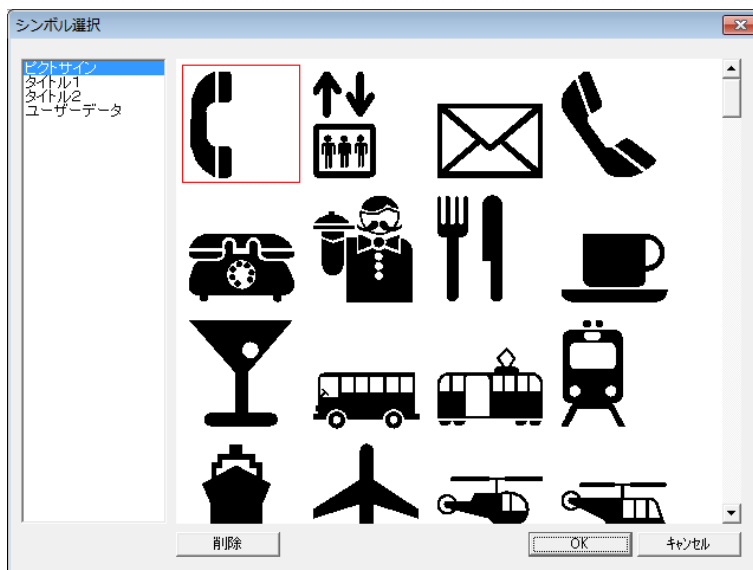 シンボル選択
ピクトサイン
タイトル1
タイトル2
ユーザーデータ
削除
OK
キャンセル